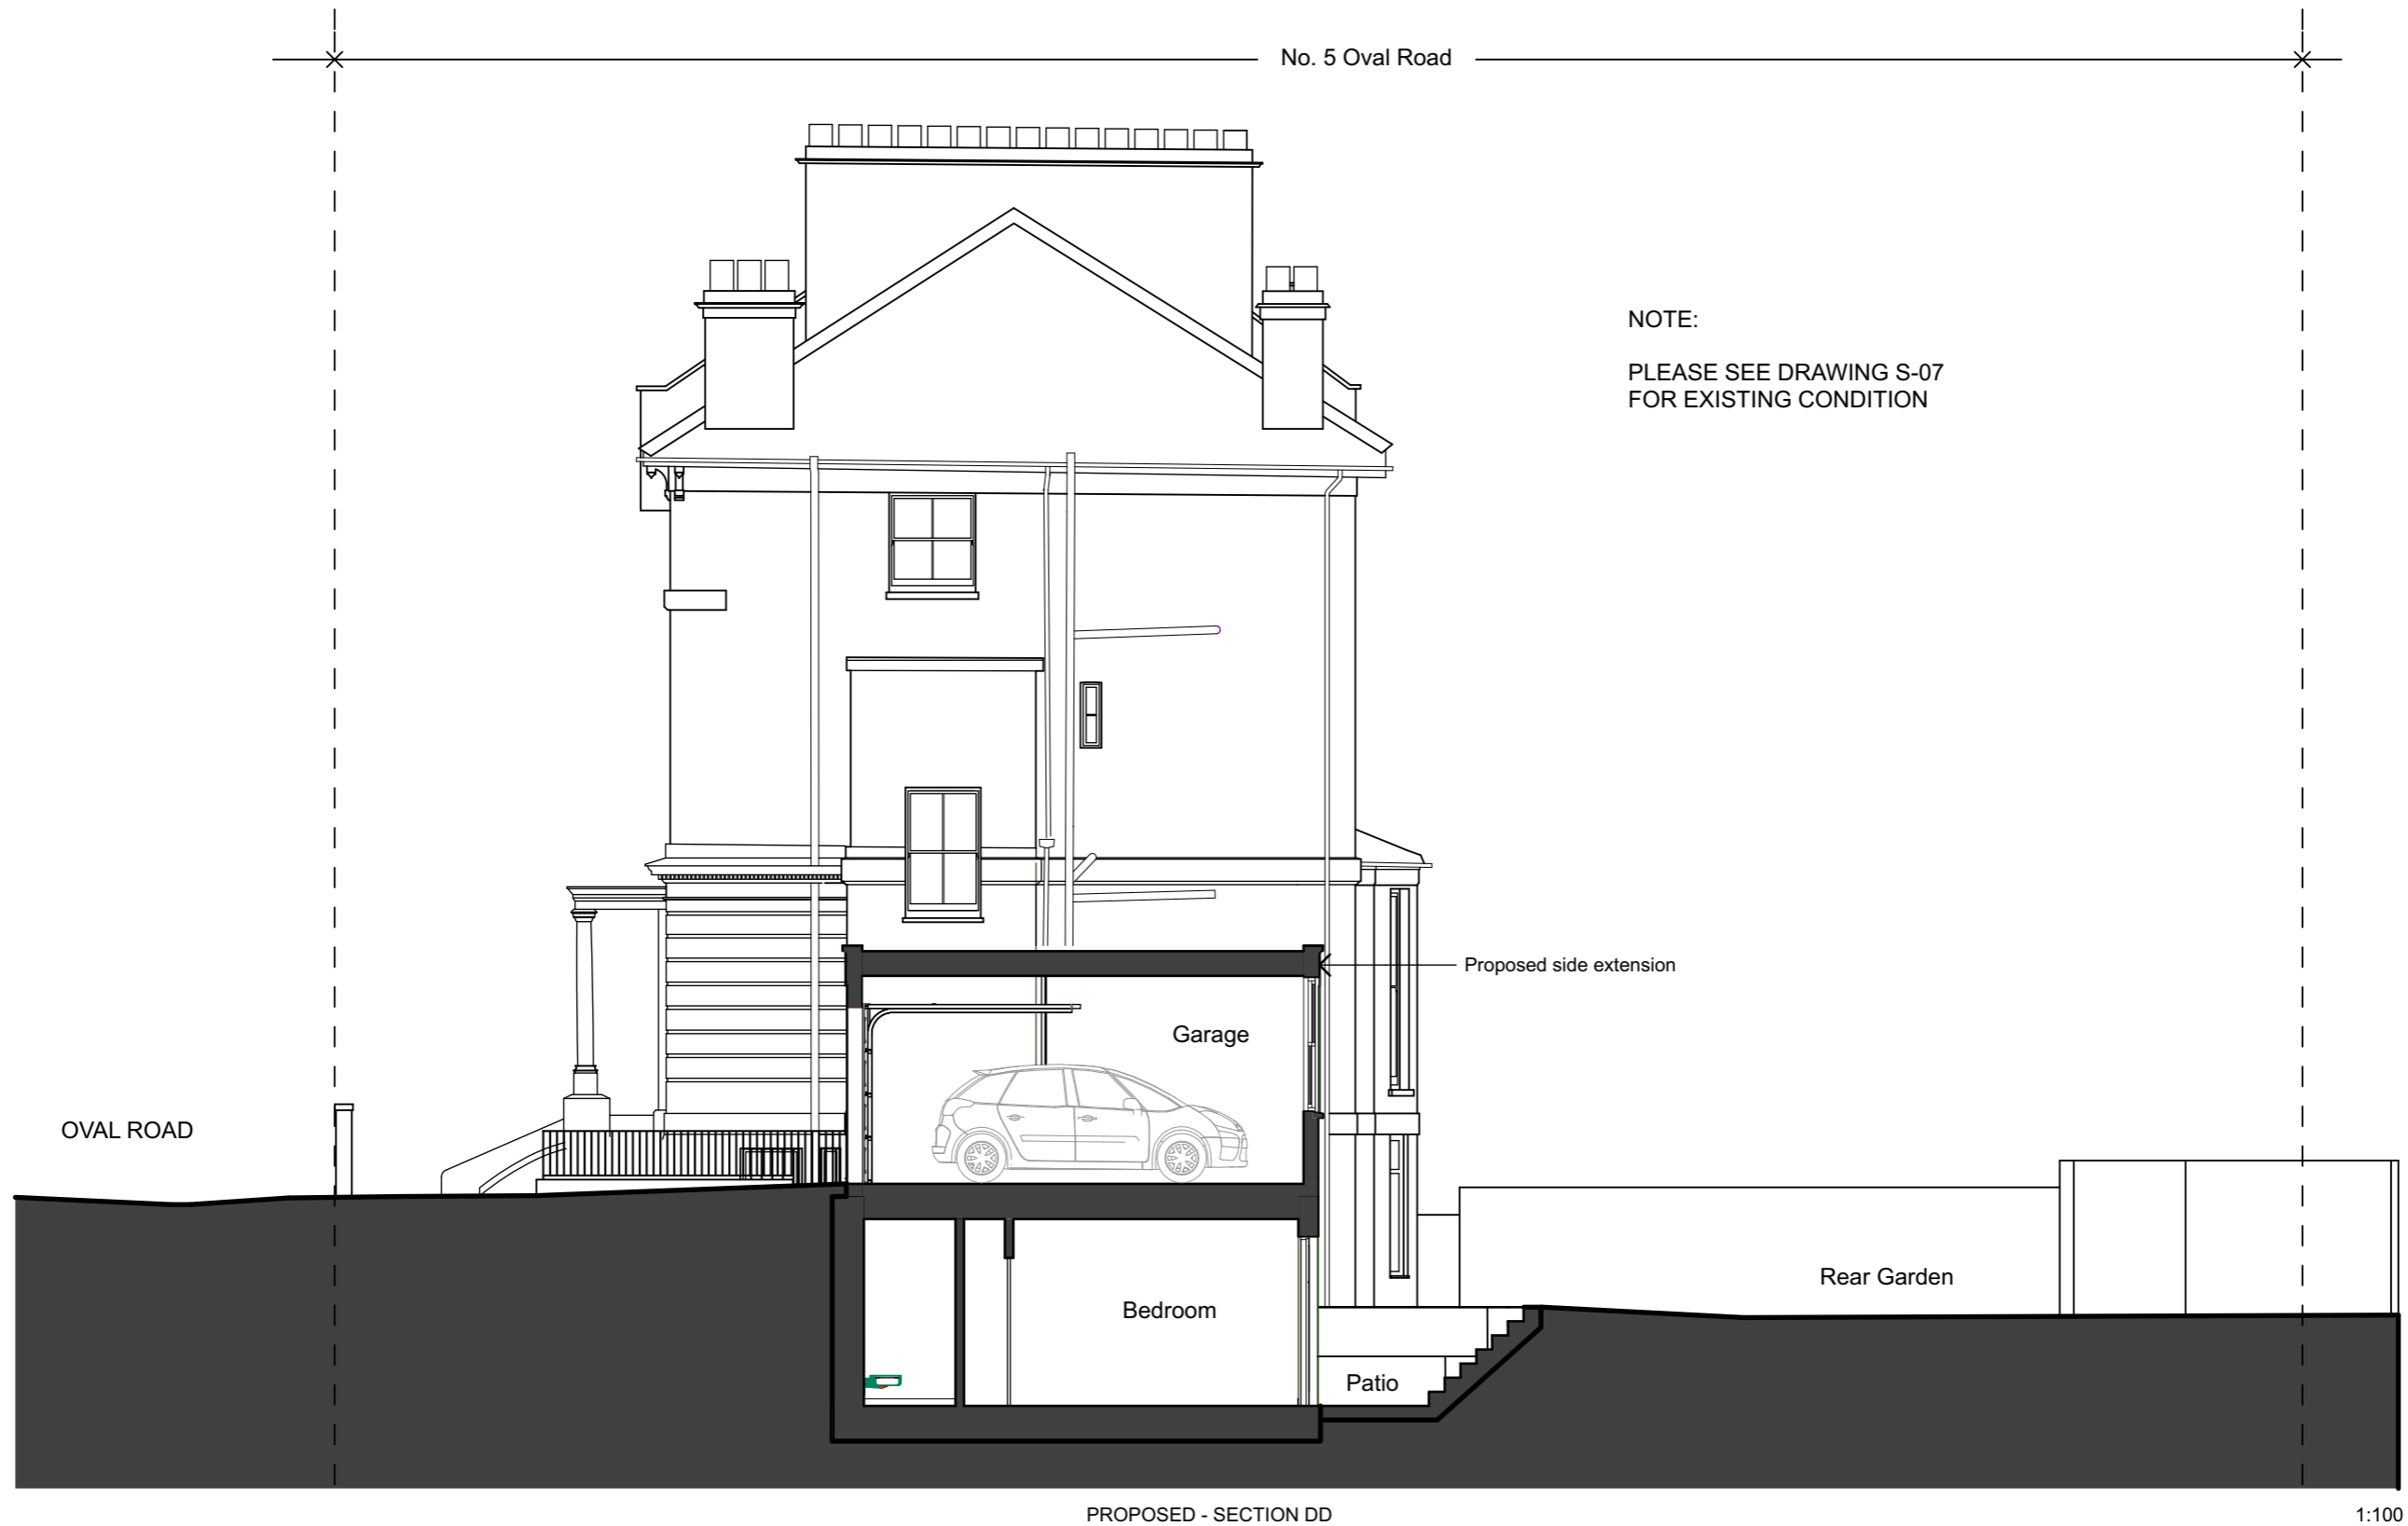 No. 5 Oval Road
NOTE:
PLEASE SEE DRAWING S-07
FOR EXISTING CONDITION
Proposed side extension
Garage
OVAL ROAD
Rear Garden
Bedroom
Patio
PROPOSED - SECTION DD
1:100